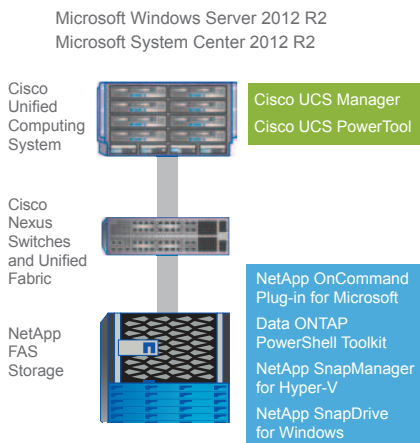 Microsoft Windows Server 2012 R2
Microsoft System Center 2012 R2
Cisco
Unified
Computing
System
Cisco UCS Manager
Cisco UCS PowerTool
Cisco
Nexus
Switches
and Unified
Fabric
NetApp
FAS
Storage
NetApp OnCommand
Plug-in for Microsoft
Data ONTAP
PowerShell Toolkit
NetApp SnapManager
for Hyper-V
NetApp SnapDrive
for Windows